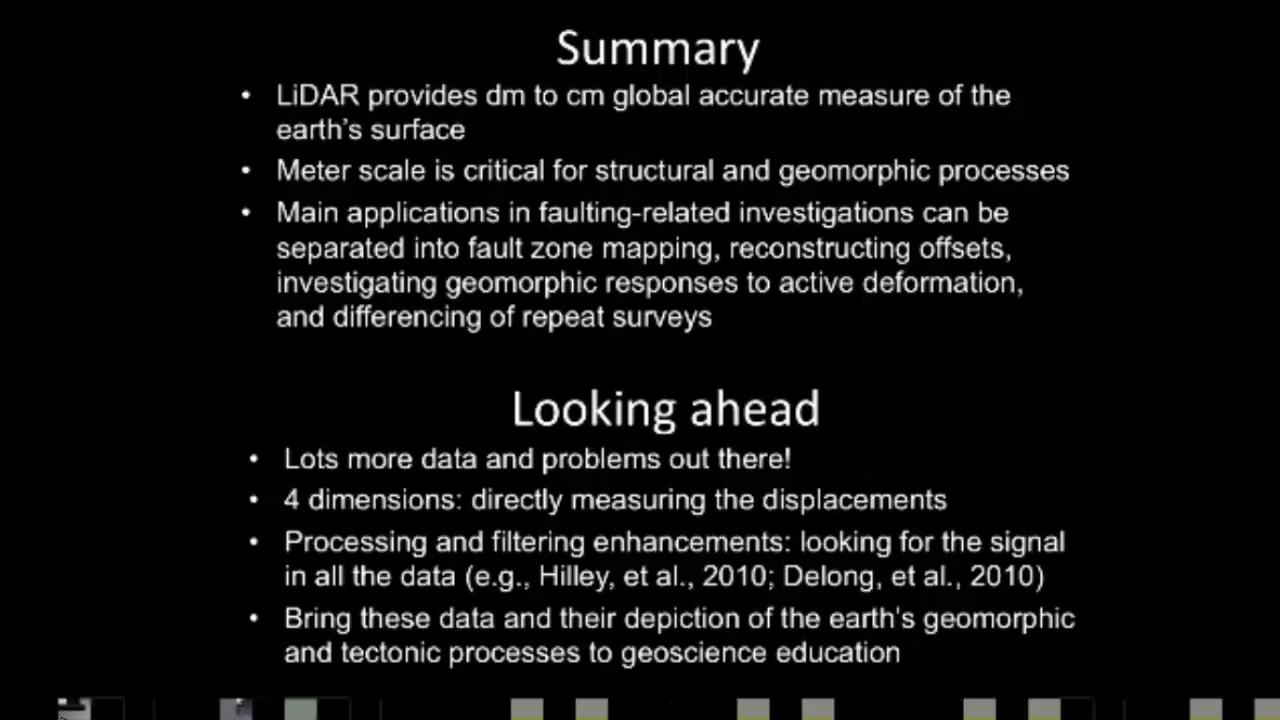 Summary
• LiDAR provides dm to cm global accurate measure of the
earth’s surface
• Meter scale is critical for structural and geomorphic processes
• Main applications in faulting-related investigations can be
separated into fault zone mapping, reconstructing offsets,
investigating geomorphic responses to active deformation,
and differencing of repeat surveys
Looking ahead
• Lots more data and problems out there!
• 4 dimensions: directly measuring the displacements
• Processing and filtering enhancements: looking for the signal
in all the data (e.g., Hilley, et al., 2010; Delong, et al., 2010)
• Bring these data and their depiction of the earth's geomorphic
and tectonic processes to geoscience education